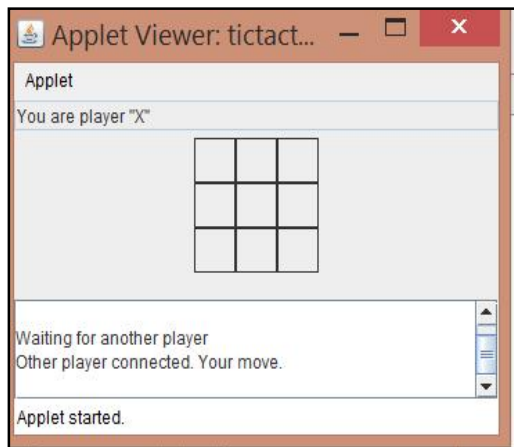 Applet Viewer: tictact...
Applet
You are player "X"
Waiting for another player
Other player connected. Your move.
Applet started.